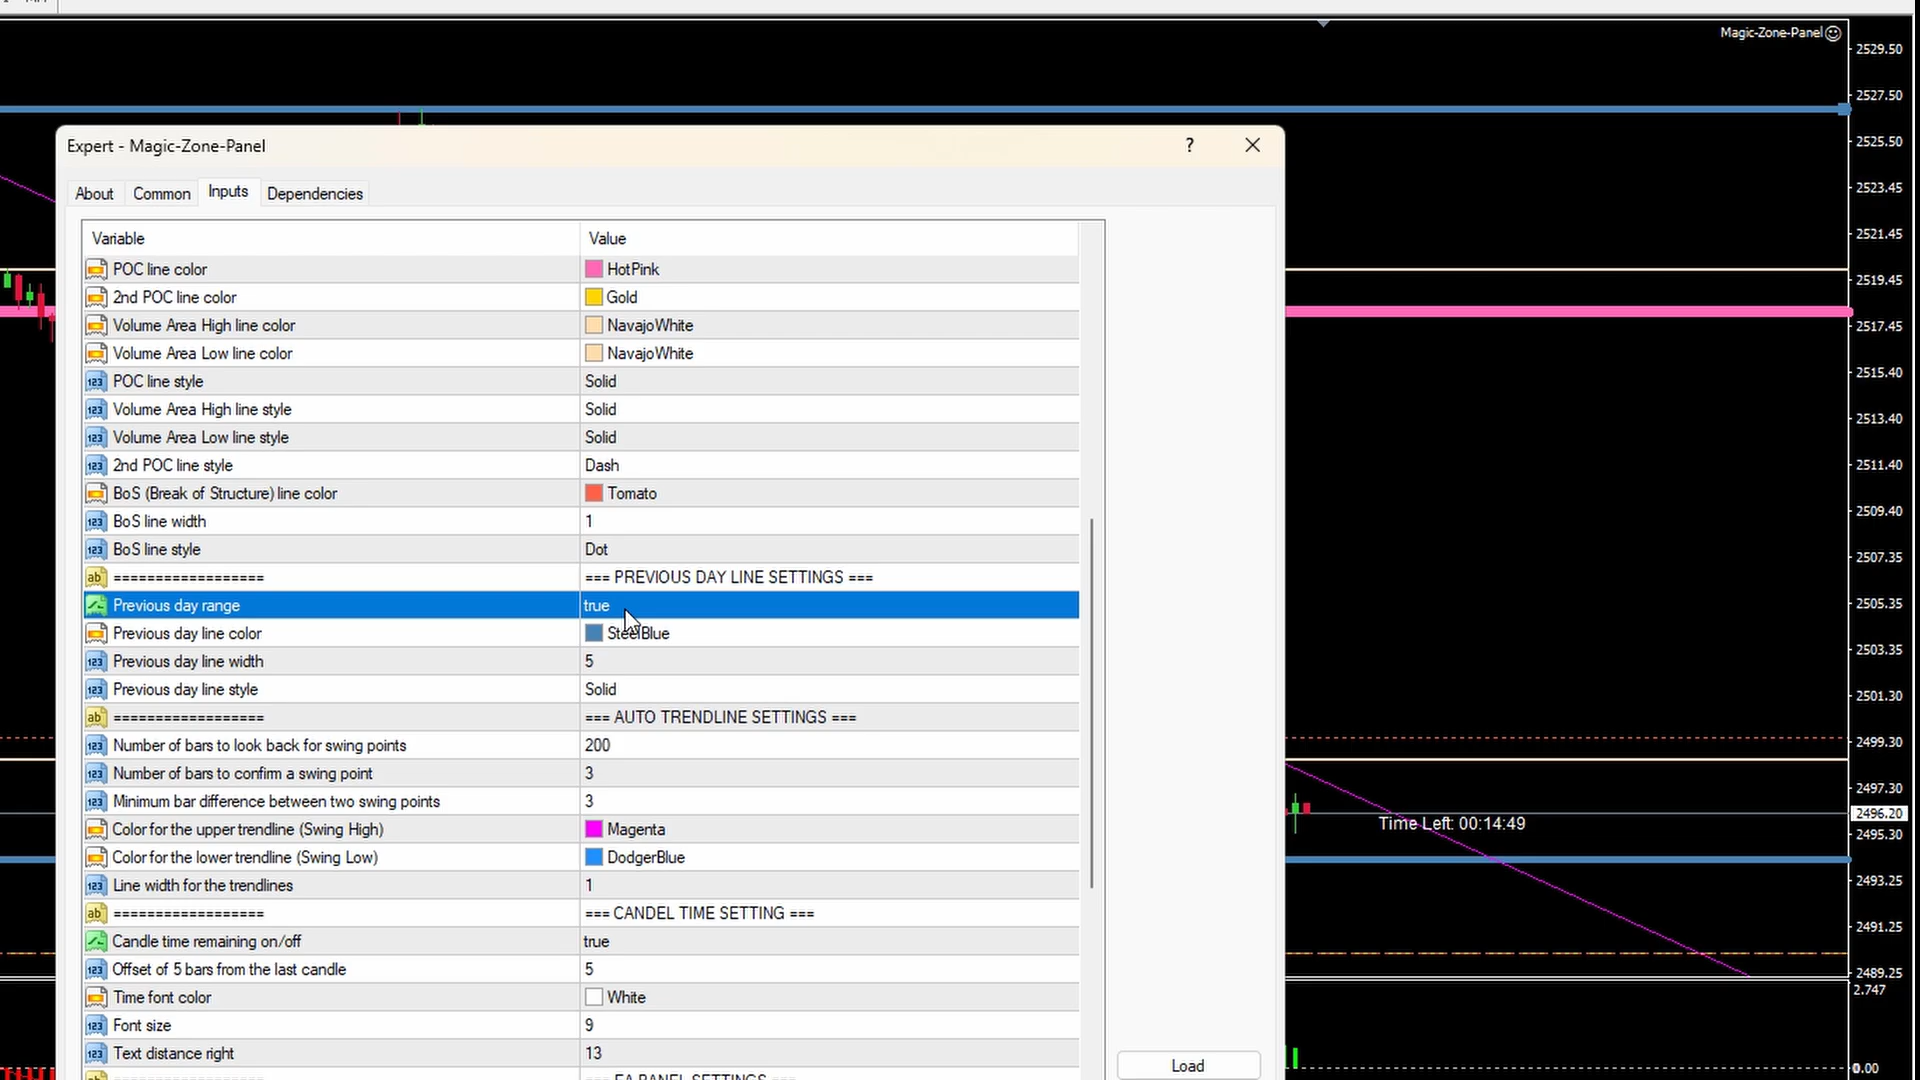 Magic-Zone-Panel
Expert - Magic-Zone-Panel
?
About Common Inputs Dependencies
Variable Value
POC line color HotPink
2nd POC line color Gold
Volume Area High line color NavajoWhite
Volume Area Low line color NavajoWhite
POC line style Solid
Volume Area High line style Solid
Volume Area Low line style Solid
2nd POC line style Dash
BoS (Break of Structure) line color Tomato
BoS line width 1
BoS line style Dot
================== === PREVIOUS DAY LINE SETTINGS ===
Previous day range true
Previous day line color SteelBlue
Previous day line width 5
Previous day line style Solid
================== === AUTO TRENDLINE SETTINGS ===
Number of bars to look back for swing points 200
Number of bars to confirm a swing point 3
Minimum bar difference between two swing points 3
Color for the upper trendline (Swing High) Magenta
Color for the lower trendline (Swing Low) DodgerBlue
Line width for the trendlines 1
================== === CANDEL TIME SETTING ===
Candle time remaining on/off true
Offset of 5 bars from the last candle 5
Time font color White
Font size 9
Text distance right 13
Load
Time Left: 00:14:49
2529.50
2527.50
2525.50
2523.45
2521.45
2519.45
2517.45
2515.40
2513.40
2511.40
2509.40
2507.35
2505.35
2503.35
2501.30
2499.30
2497.30
2496.20
2495.30
2493.25
2491.25
2489.25
2.747
0.00